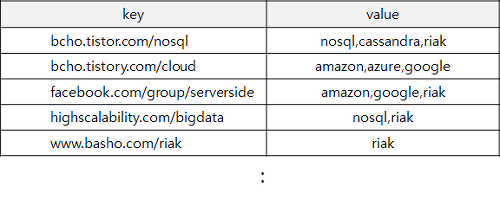 key value
bcho.tistor.com/nosql nosql,cassandra,riak
bcho.tistory.com/cloud amazon,azure,google
facebook.com/group/serverside amazon,google,riak
highscalability.com/bigdata nosql,riak
www.basho.com/riak riak
: